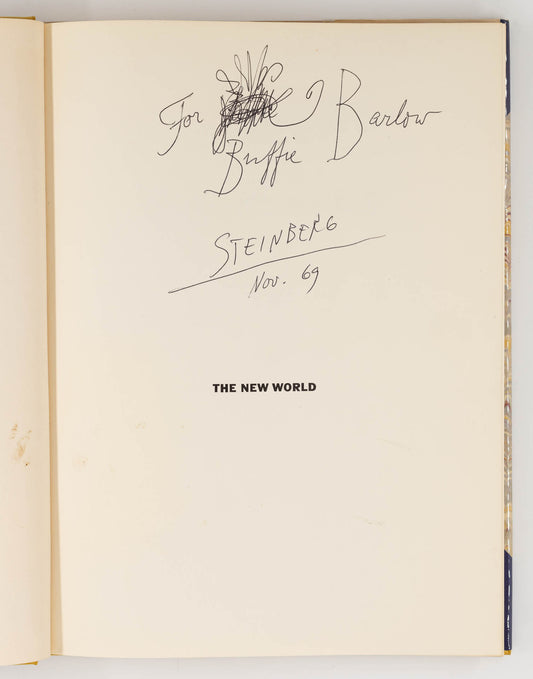 For Barlow
Buffie
STEINBERG
Nov. 69
THE NEW WORLD